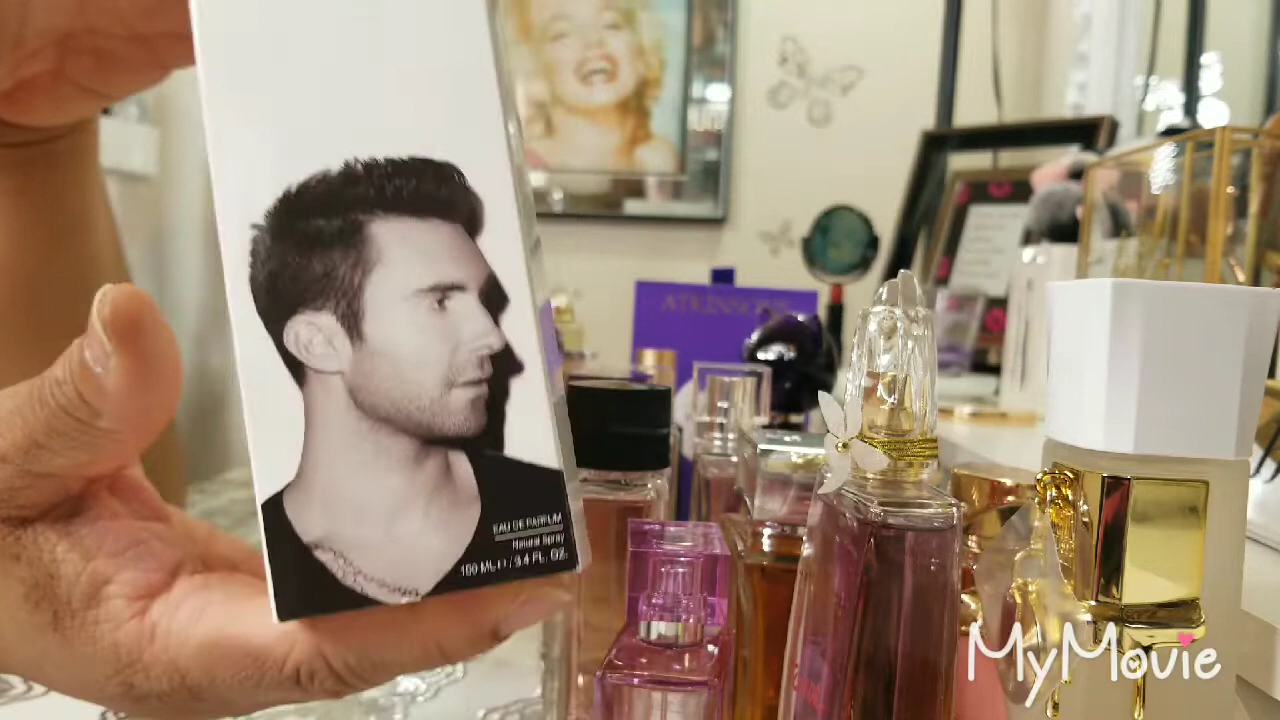 ATKINSONS
EAU DE PARFUM
Natural Spray
100 ML ℮ / 3.4 FL. OZ.
MyMovie